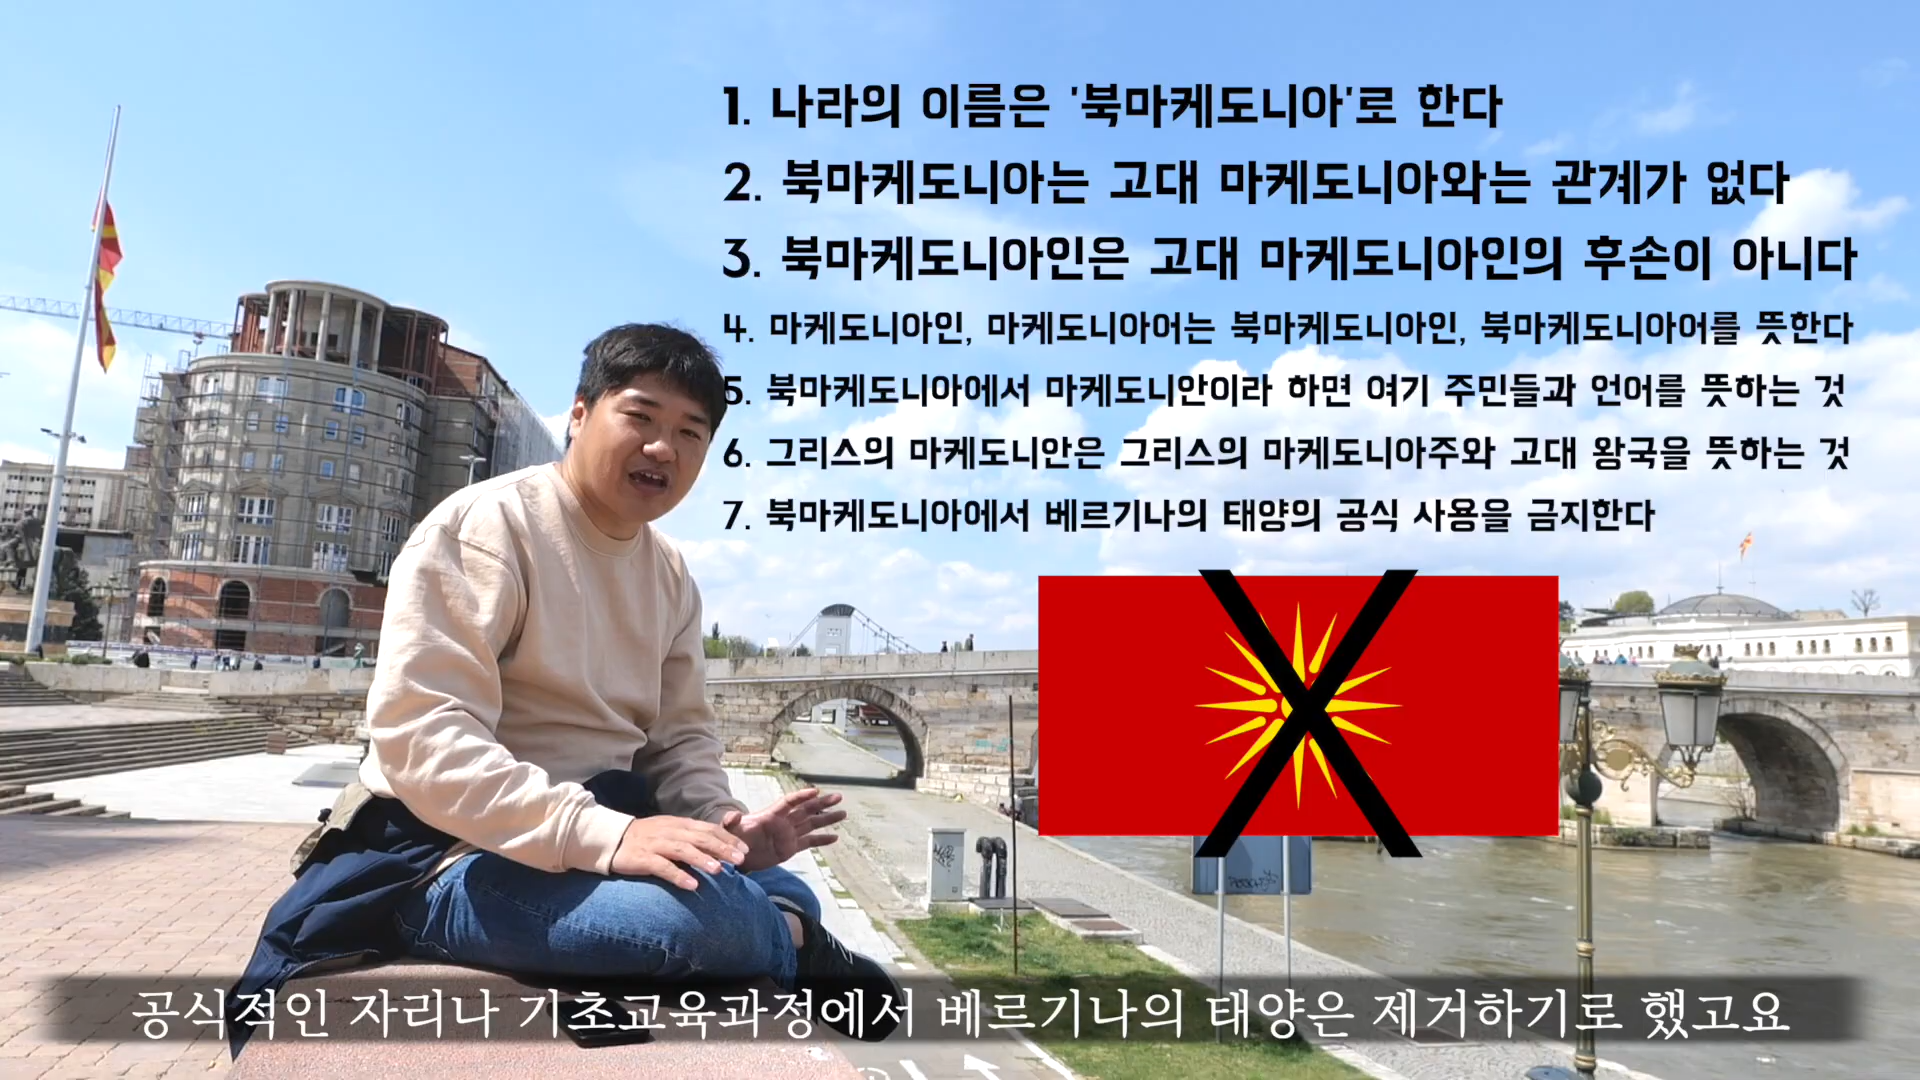 1. 나라의 이름은 '북마케도니아'로 한다
2. 북마케도니아는 고대 마케도니아와는 관계가 없다
3. 북마케도니아인은 고대 마케도니아인의 후손이 아니다
4. 마케도니아인, 마케도니아어는 북마케도니아인, 북마케도니아어를 뜻한다
5. 북마케도니아에서 마케도니안이라 하면 여기 주민들과 언어를 뜻하는 것
6. 그리스의 마케도니안은 그리스의 마케도니아주와 고대 왕국을 뜻하는 것
7. 북마케도니아에서 베르기나의 태양의 공식 사용을 금지한다
공식적인 자리나 기초교육과정에서 베르기나의 태양은 제거하기로 했고요